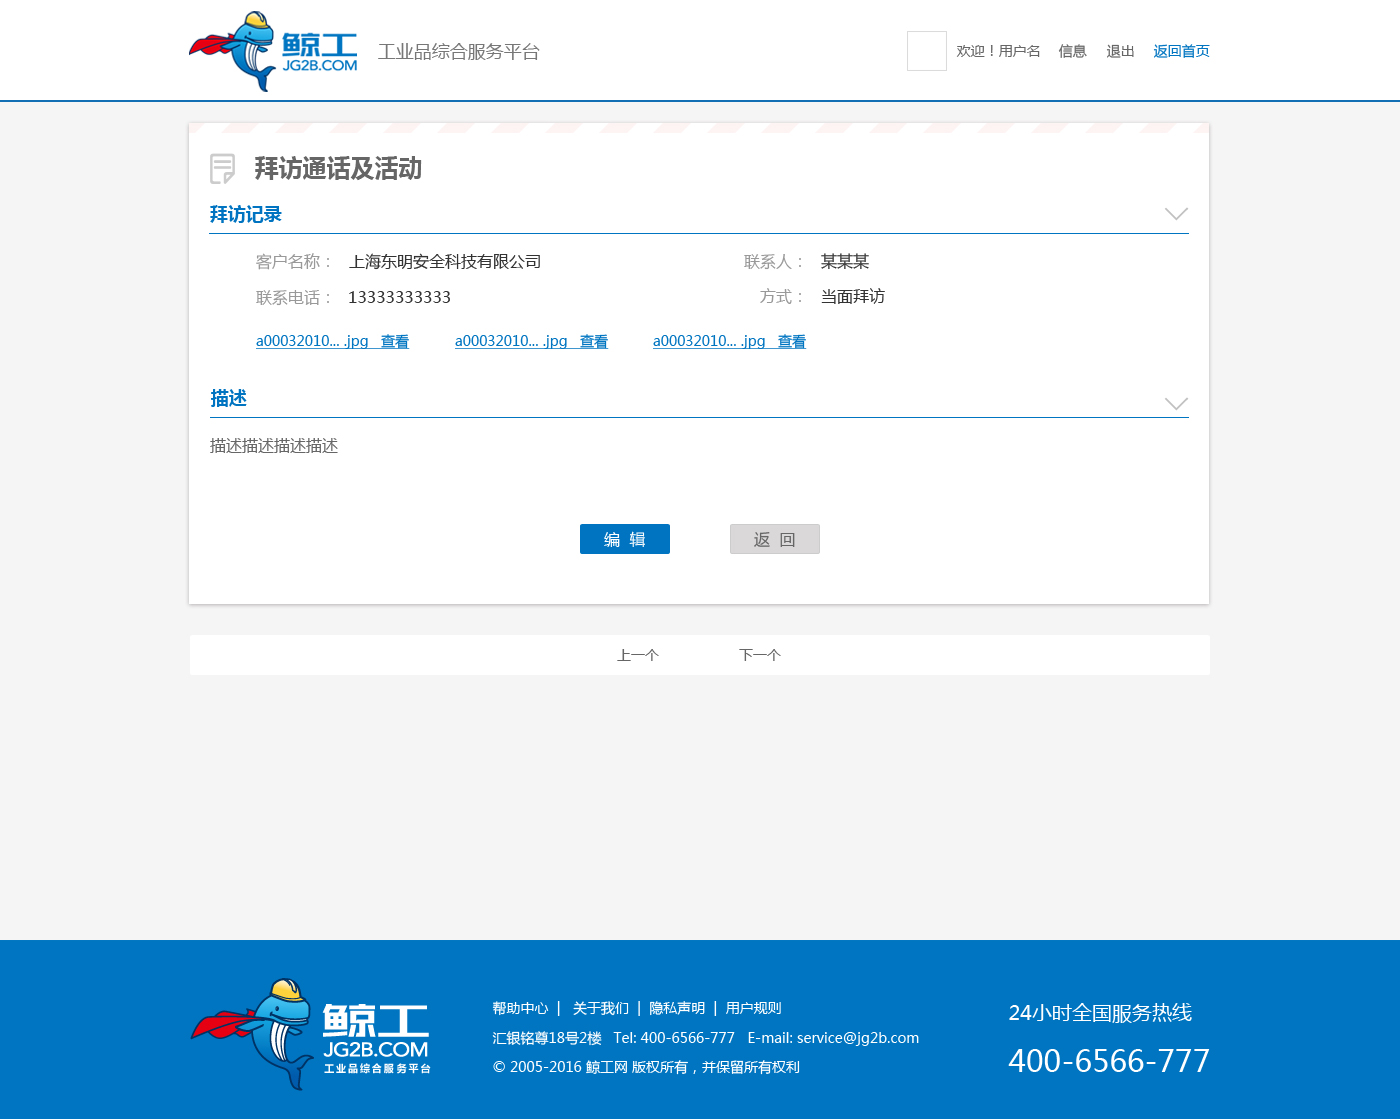 鲸工
JG2B.COM
工业品综合服务平台
欢迎！用户名 信息 退出 返回首页
拜访通话及活动
拜访记录
客户名称： 上海东明安全科技有限公司 联系人： 某某某
联系电话： 13333333333 方式： 当面拜访
a00032010... .jpg 查看 a00032010... .jpg 查看 a00032010... .jpg 查看
描述
描述描述描述描述
编 辑 返 回
上一个 下一个
鲸工
JG2B.COM
工业品综合服务平台
帮助中心 | 关于我们 | 隐私声明 | 用户规则
汇银铭尊18号2楼 Tel: 400-6566-777 E-mail: service@jg2b.com
© 2005-2016 鲸工网 版权所有，并保留所有权利
24小时全国服务热线
400-6566-777